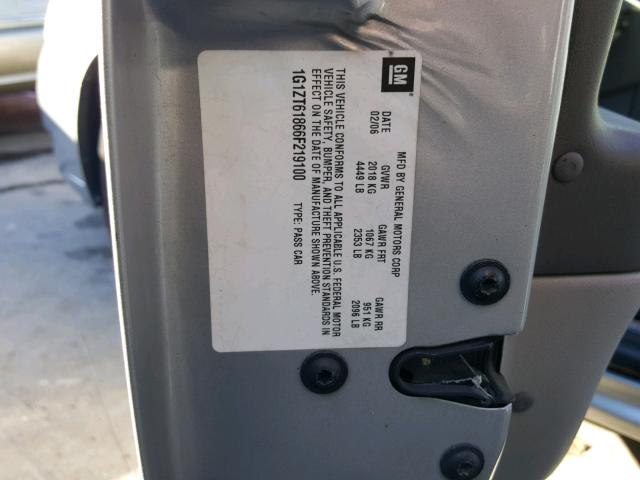 GM
MFD BY GENERAL MOTORS CORP
DATE GVWR GAWR FRT GAWR RR
02/06 2018 KG 1067 KG 951 KG
4449 LB 2353 LB 2096 LB
THIS VEHICLE CONFORMS TO ALL APPLICABLE U.S. FEDERAL MOTOR
VEHICLE SAFETY, BUMPER, AND THEFT PREVENTION STANDARDS IN
EFFECT ON THE DATE OF MANUFACTURE SHOWN ABOVE.
1G1ZT61866F219100 TYPE: PASS CAR